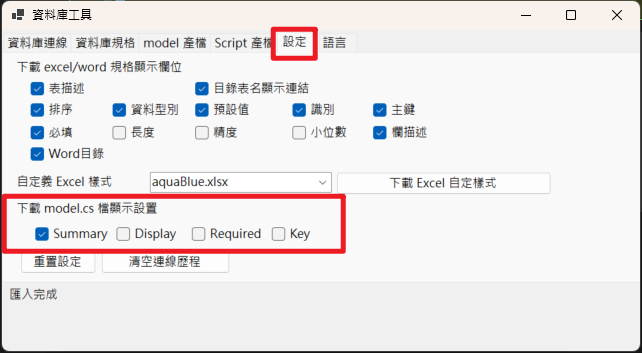 資料庫工具
資料庫連線 資料庫規格 model 產檔 Script 產檔 設定 語言
下載 excel/word 規格顯示欄位
表描述 目錄表名顯示連結
排序 資料型別 預設值 識別 主鍵
必填 長度 精度 小位數 欄描述
Word目錄
自定義 Excel 樣式 aquaBlue.xlsx 下載 Excel 自定樣式
下載 model.cs 檔顯示設置
Summary Display Required Key
重置設定 清空連線歷程
匯入完成